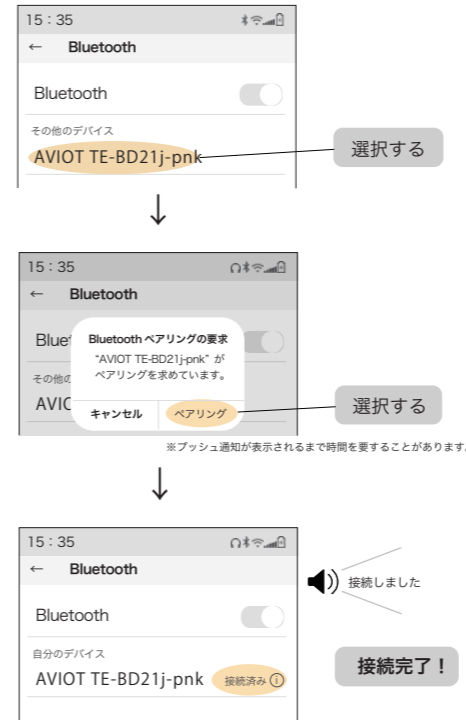 15：35
← Bluetooth
Bluetooth
その他のデバイス
AVIOT TE-BD21j-pnk
選択する
↓
15：35
← Bluetooth
Blue
Bluetooth ペアリングの要求
“AVIOT TE-BD21j-pnk” が
ペアリングを求めています。
その他の
AVIO
キャンセル ペアリング
選択する
※プッシュ通知が表示されるまで時間を要することがあります。
↓
15：35
← Bluetooth
接続しました
Bluetooth
自分のデバイス
AVIOT TE-BD21j-pnk 接続済み
接続完了！